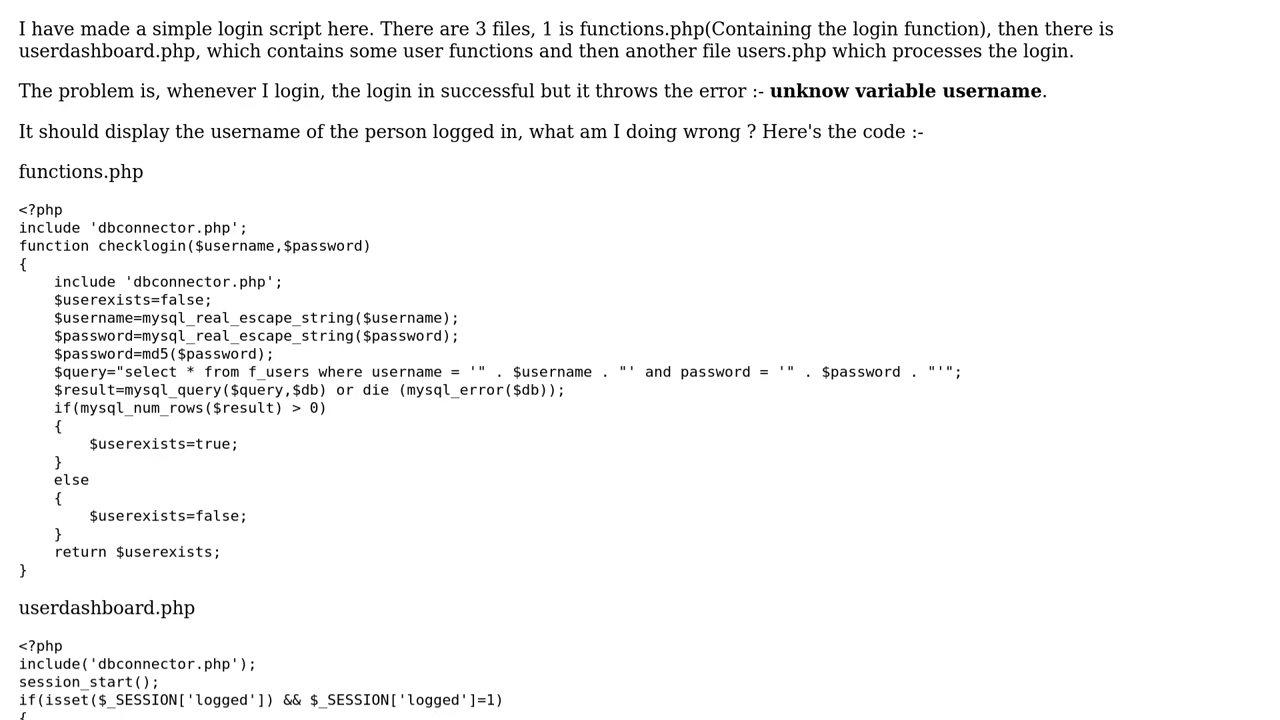 I have made a simple login script here. There are 3 files, 1 is functions.php(Containing the login function), then there is
userdashboard.php, which contains some user functions and then another file users.php which processes the login.
The problem is, whenever I login, the login in successful but it throws the error :- unknow variable username.
It should display the username of the person logged in, what am I doing wrong ? Here's the code :-
functions.php
<?php
include 'dbconnector.php';
function checklogin($username,$password)
{
    include 'dbconnector.php';
    $userexists=false;
    $username=mysql_real_escape_string($username);
    $password=mysql_real_escape_string($password);
    $password=md5($password);
    $query="select * from f_users where username = '" . $username . "' and password = '" . $password . "'";
    $result=mysql_query($query,$db) or die (mysql_error($db));
    if(mysql_num_rows($result) > 0)
    {
        $userexists=true;
    }
    else
    {
        $userexists=false;
    }
    return $userexists;
}
userdashboard.php
<?php
include('dbconnector.php');
session_start();
if(isset($_SESSION['logged']) && $_SESSION['logged']=1)
{